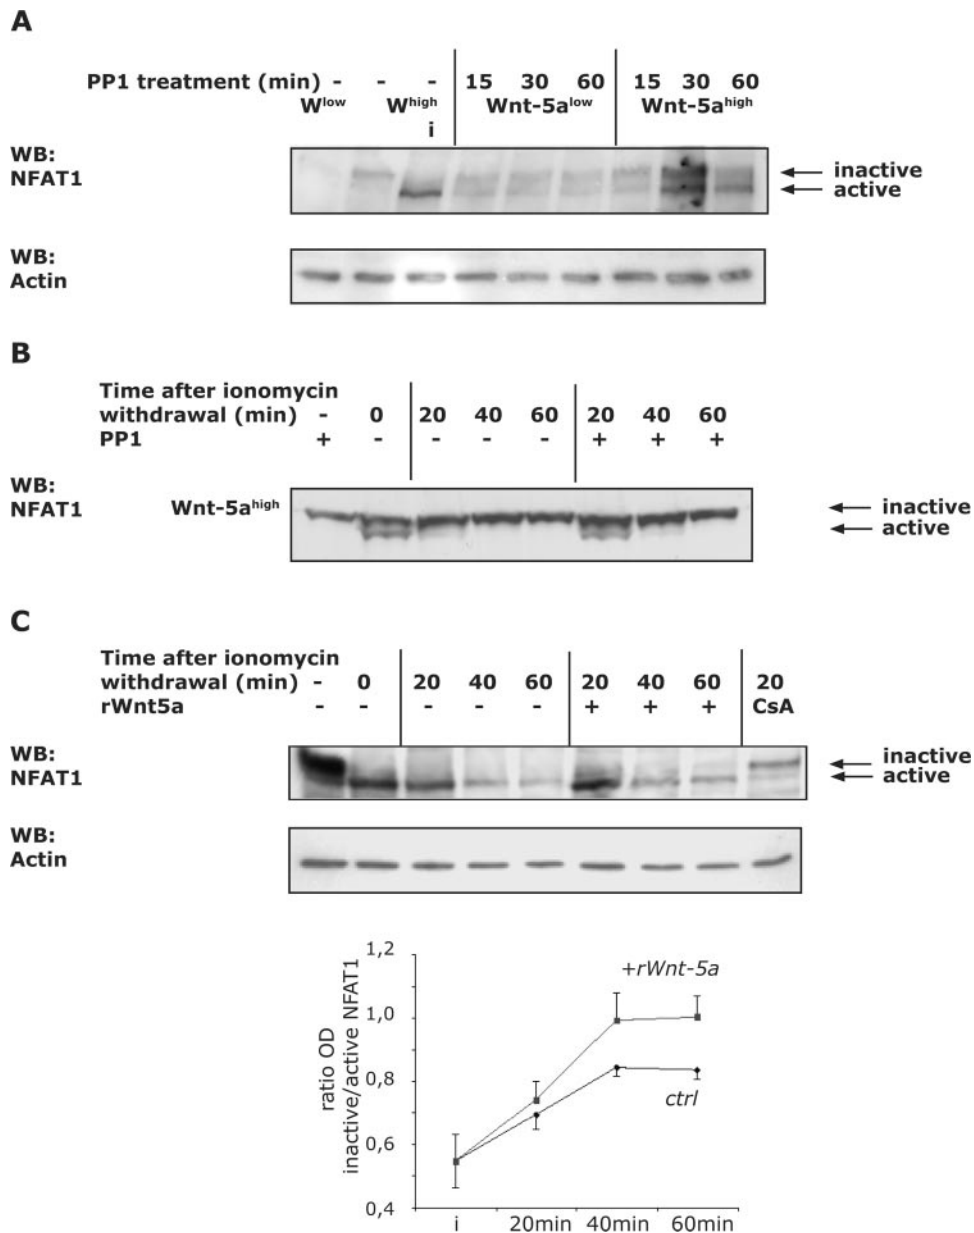 A
PP1 treatment (min) - - - 15 30 60 15 30 60
W^low W^high Wnt-5a^low Wnt-5a^high
i
WB:
NFAT1
inactive
active
WB:
Actin
B
Time after ionomycin
withdrawal (min) - 0 20 40 60 20 40 60
PP1 + - - - - + + +
WB:
NFAT1
Wnt-5a^high
inactive
active
C
Time after ionomycin
withdrawal (min) - 0 20 40 60 20 40 60 20
rWnt5a - - - - - + + + CsA
WB:
NFAT1
inactive
active
WB:
Actin
ratio OD
inactive/active NFAT1
1,2
1,0
0,8
0,6
0,4
+rWnt-5a
ctrl
i 20min 40min 60min